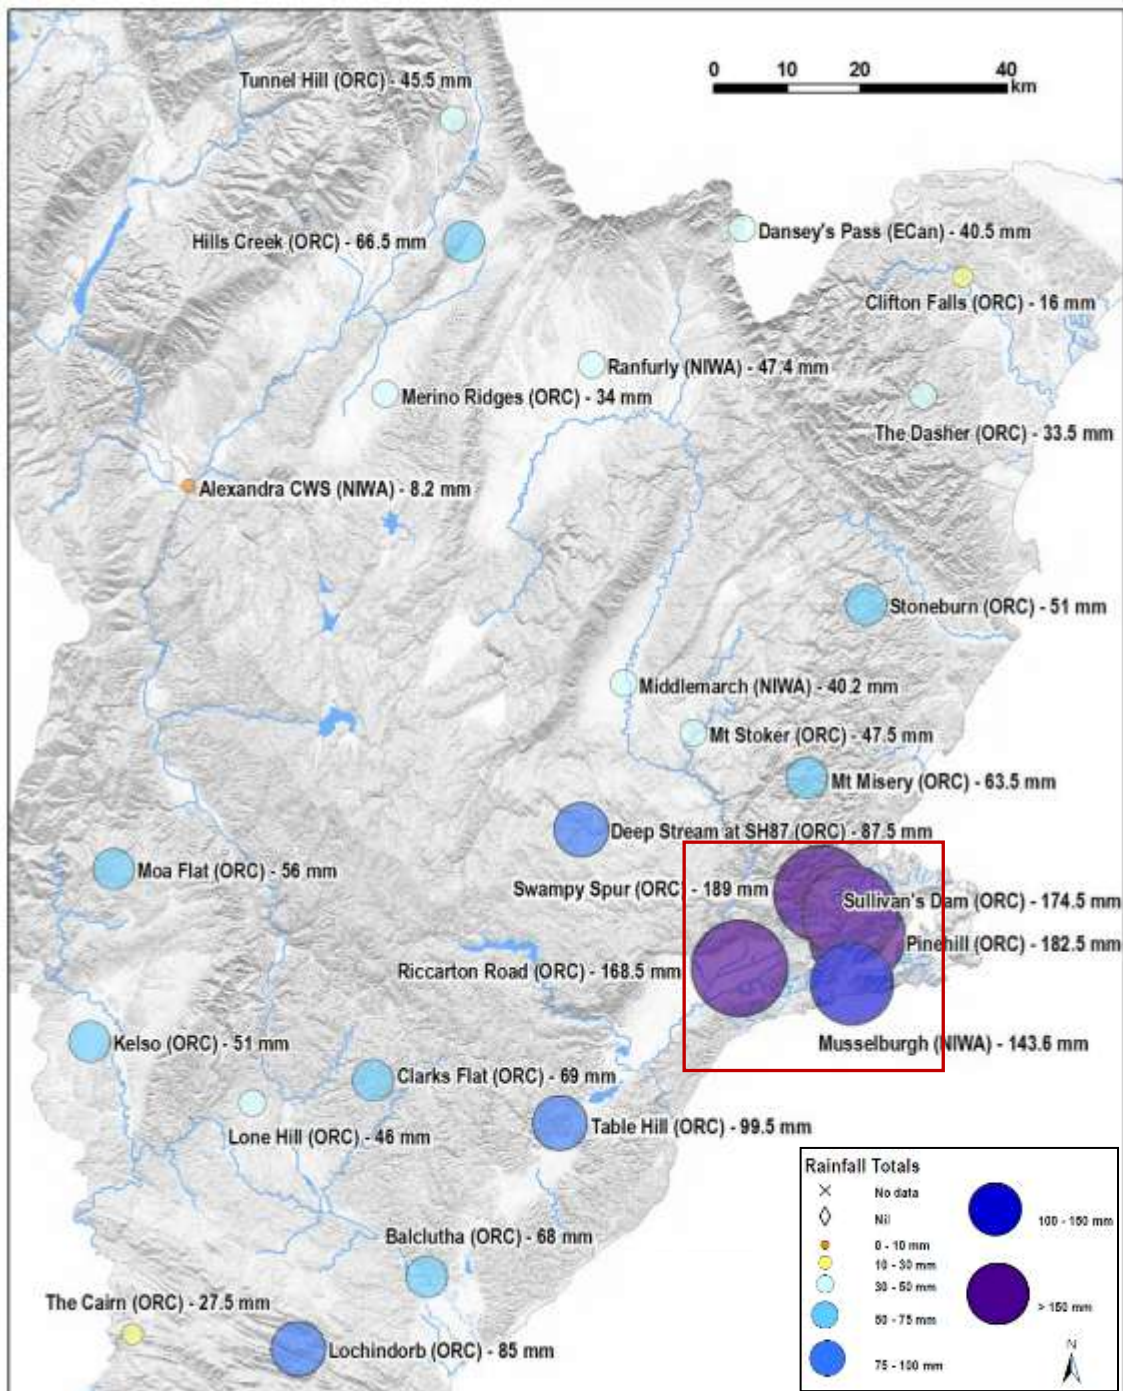 0 10 20 40
km
Tunnel Hill (ORC) - 45.5 mm
Hills Creek (ORC) - 66.5 mm
Dansey's Pass (ECan) - 40.5 mm
Clifton Falls (ORC) - 16 mm
Ranfurly (NIWA) - 47.4 mm
Merino Ridges (ORC) - 34 mm
The Dasher (ORC) - 33.5 mm
Alexandra CWS (NIWA) - 8.2 mm
Stoneburn (ORC) - 51 mm
Middlemarch (NIWA) - 40.2 mm
Mt Stoker (ORC) - 47.5 mm
Mt Misery (ORC) - 63.5 mm
Deep Stream at SH87 (ORC) - 87.5 mm
Moa Flat (ORC) - 56 mm
Swampy Spur (ORC) - 189 mm
Sullivan's Dam (ORC) - 174.5 mm
Pinehill (ORC) - 182.5 mm
Riccarton Road (ORC) - 168.5 mm
Musselburgh (NIWA) - 143.6 mm
Kelso (ORC) - 51 mm
Clarks Flat (ORC) - 69 mm
Lone Hill (ORC) - 46 mm
Table Hill (ORC) - 99.5 mm
Balclutha (ORC) - 68 mm
The Cairn (ORC) - 27.5 mm
Lochindorb (ORC) - 85 mm
Rainfall Totals
No data
Nil
0 - 10 mm
10 - 30 mm
30 - 50 mm
50 - 75 mm
75 - 100 mm
100 - 150 mm
> 150 mm
N